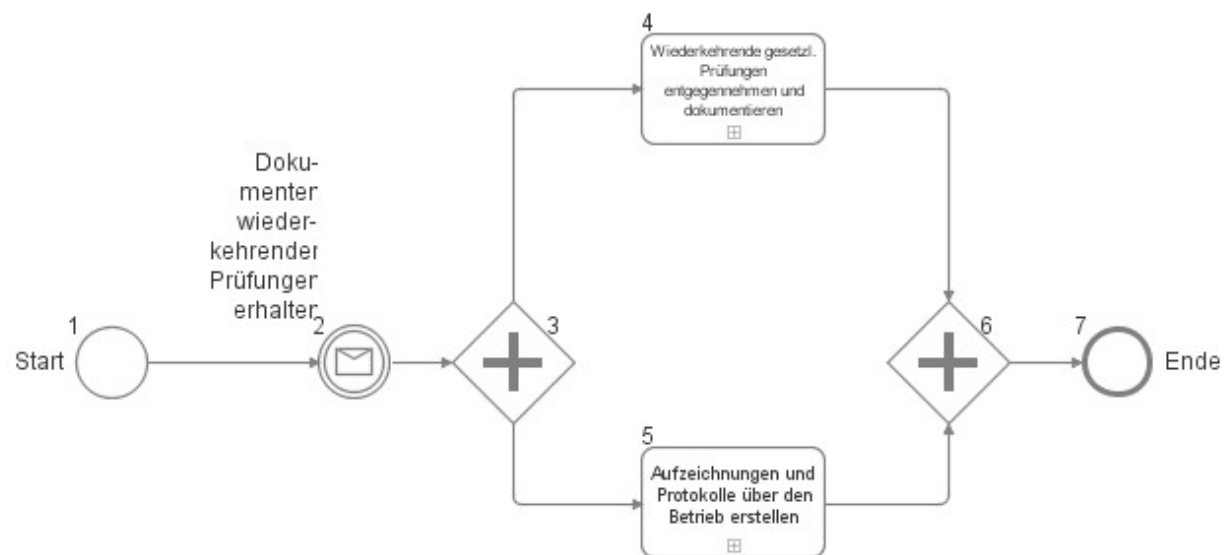 4
Wiederkehrende gesetzl.
Prüfungen
entgegennehmen und
dokumentieren
Doku-
menten
wieder-
kehrender
Prüfungen
erhalten
1
2
3
6
7
Start
Ende
5
Aufzeichnungen und
Protokolle über den
Betrieb erstellen